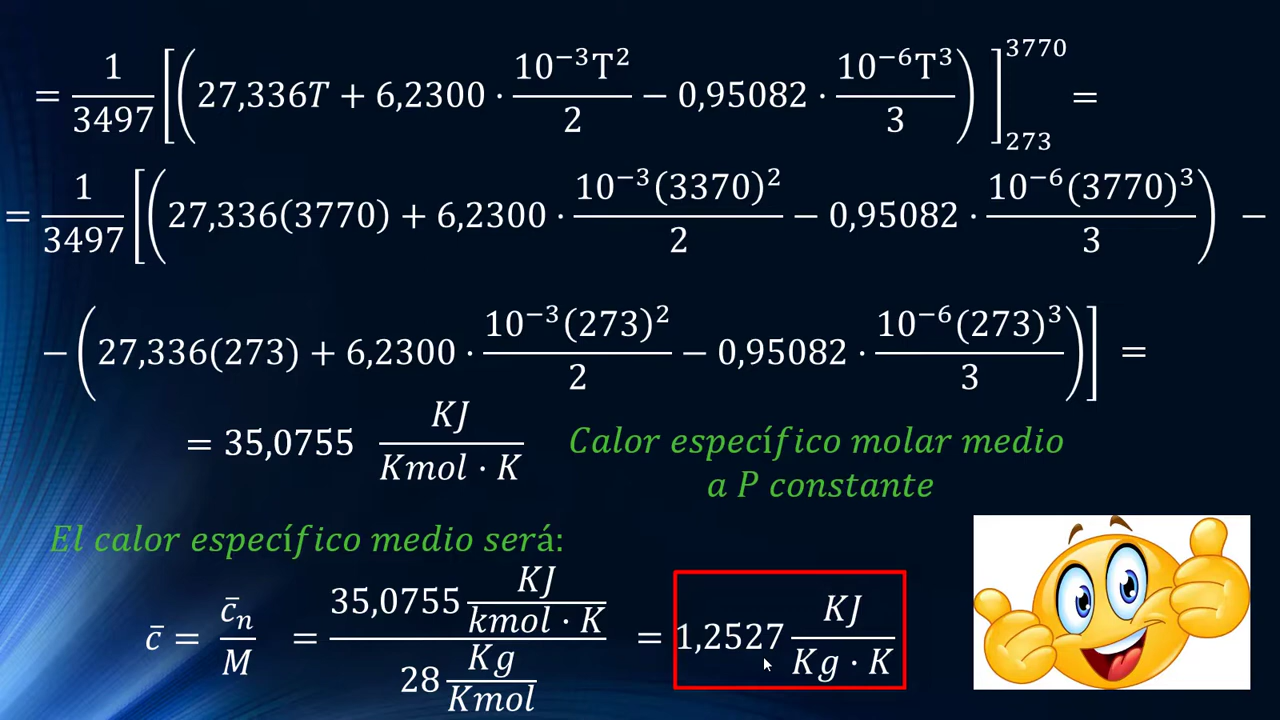 = 1/3497 [(27,336T + 6,2300 · 10⁻³T²/2 − 0,95082 · 10⁻⁶T³/3)]₂₇₃³⁷⁷⁰ =
= 1/3497 [(27,336(3770) + 6,2300 · 10⁻³(3370)²/2 − 0,95082 · 10⁻⁶(3770)³/3) −
− (27,336(273) + 6,2300 · 10⁻³(273)²/2 − 0,95082 · 10⁻⁶(273)³/3)] =
= 35,0755 KJ/Kmol · K Calor específico molar medio
a P constante
El calor específico medio será:
c̄ = c̄ₙ/M = 35,0755 KJ/kmol · K / 28 Kg/Kmol = 1,2527 KJ/Kg · K